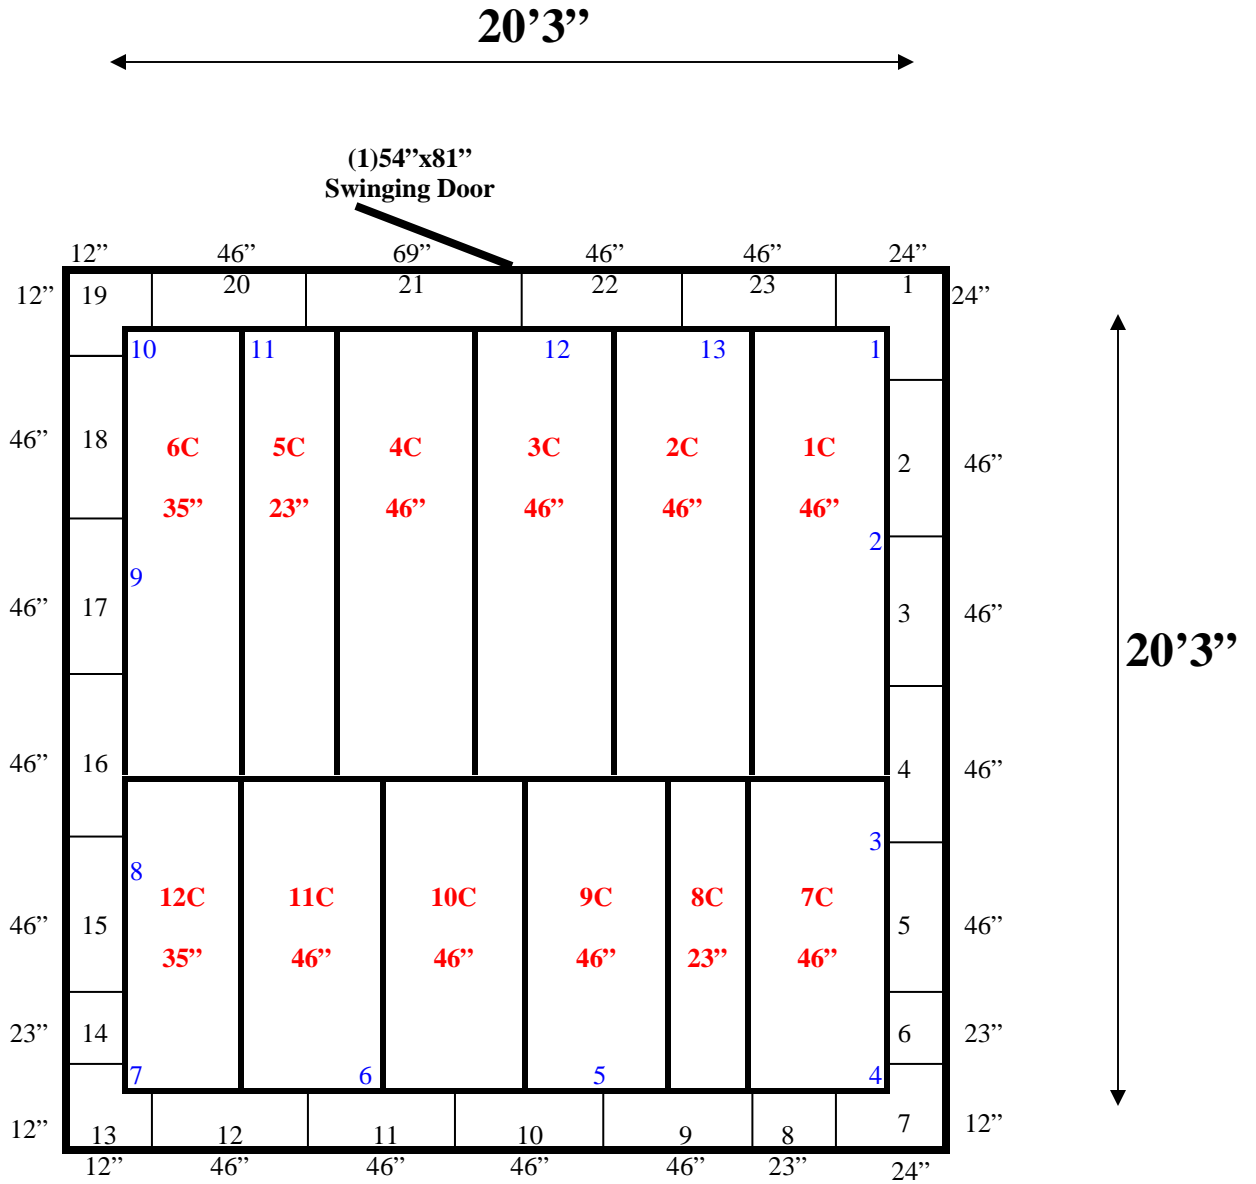 20’3”
(1)54”x81”
Swinging Door
12” 46” 69” 46” 46” 24”
12” 19 20 21 22 23 1 24”
10 11 12 13 1
46” 18 6C 5C 4C 3C 2C 1C 2 46”
35” 23” 46” 46” 46” 46”
2
9
46” 17 3 46”
20’3”
46” 16 4 46”
3
8
12C 11C 10C 9C 8C 7C
46” 15 5 46”
35” 46” 46” 46” 23” 46”
23” 14 6 23”
7 6 5 4
12” 13 12 11 10 9 8 7 12”
12” 46” 46” 46” 46” 23” 24”